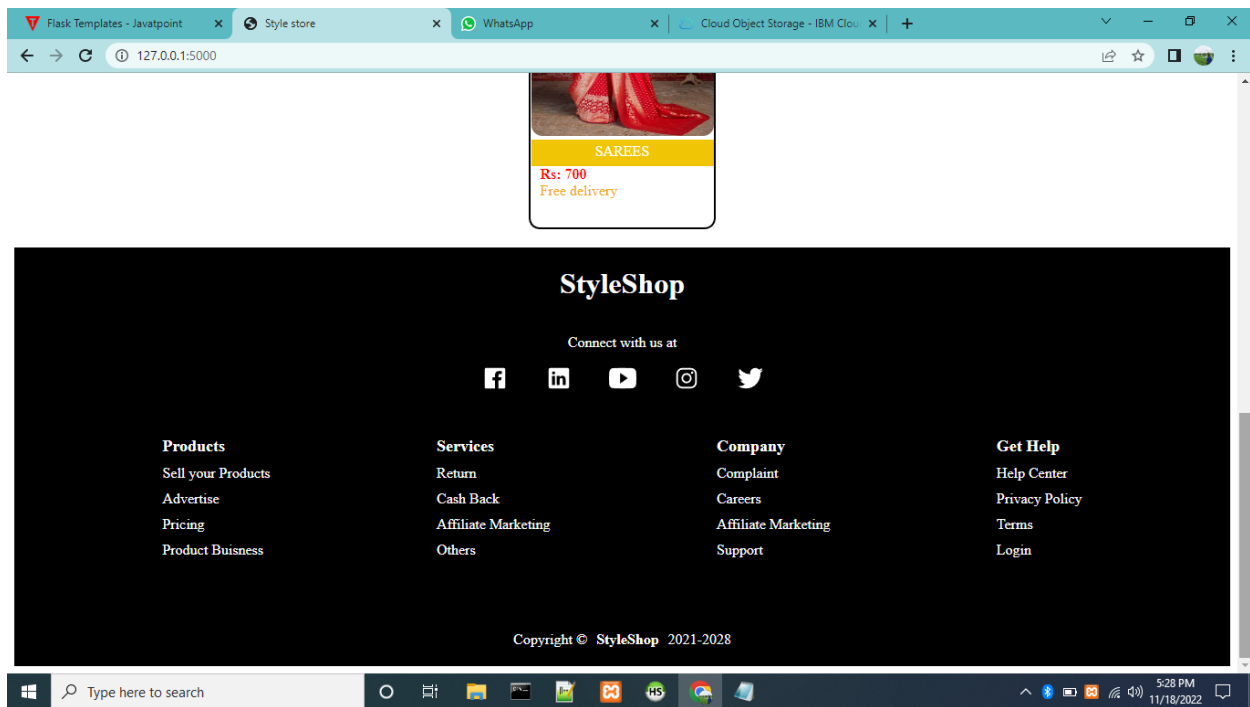 Flask Templates - Javatpoint
Style store
WhatsApp
Cloud Object Storage - IBM Clou
127.0.0.1:5000
SAREES
Rs: 700
Free delivery
StyleShop
Connect with us at
Products Services Company Get Help
Sell your Products Return Complaint Help Center
Advertise Cash Back Careers Privacy Policy
Pricing Affiliate Marketing Affiliate Marketing Terms
Product Buisness Others Support Login
Copyright © StyleShop 2021-2028
Type here to search
HS
5:28 PM
11/18/2022